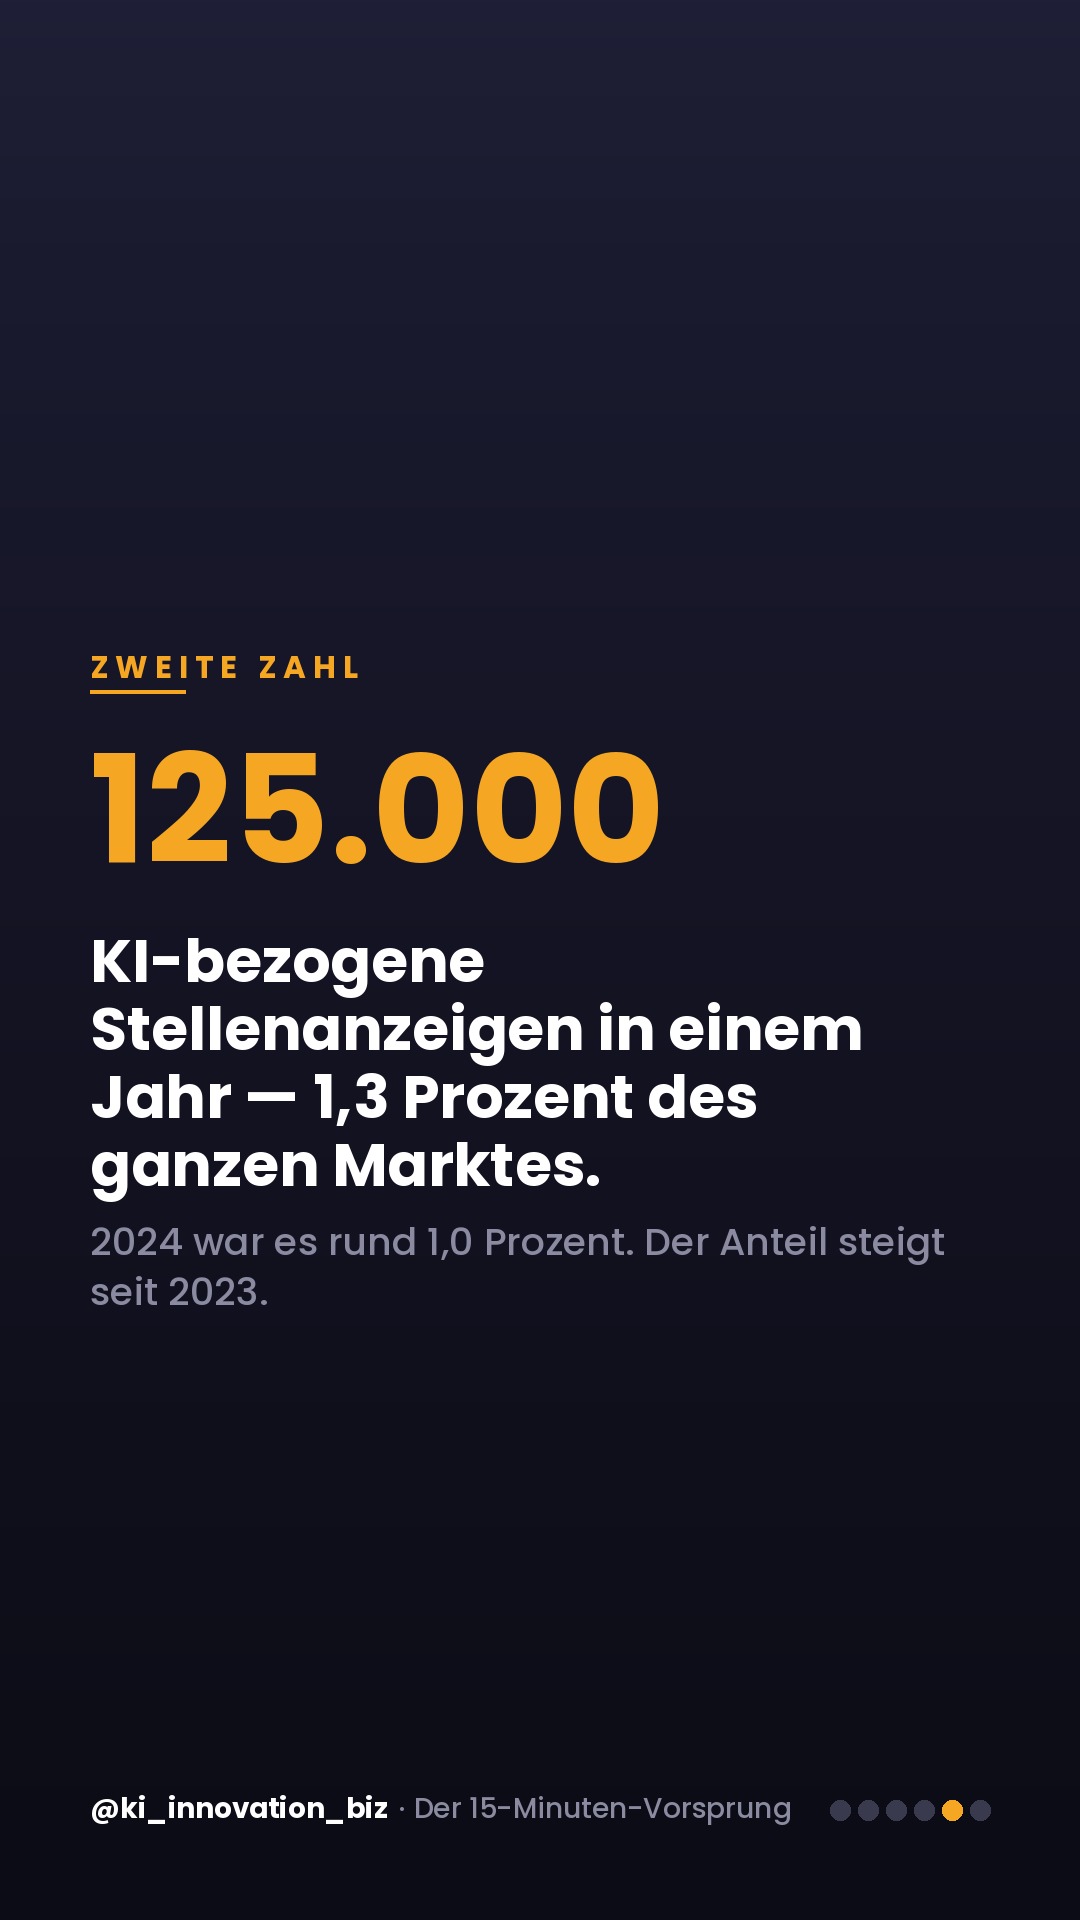 ZWEITE ZAHL
125.000
KI-bezogene
Stellenanzeigen in einem
Jahr — 1,3 Prozent des
ganzen Marktes.
2024 war es rund 1,0 Prozent. Der Anteil steigt
seit 2023.
@ki_innovation_biz · Der 15-Minuten-Vorsprung